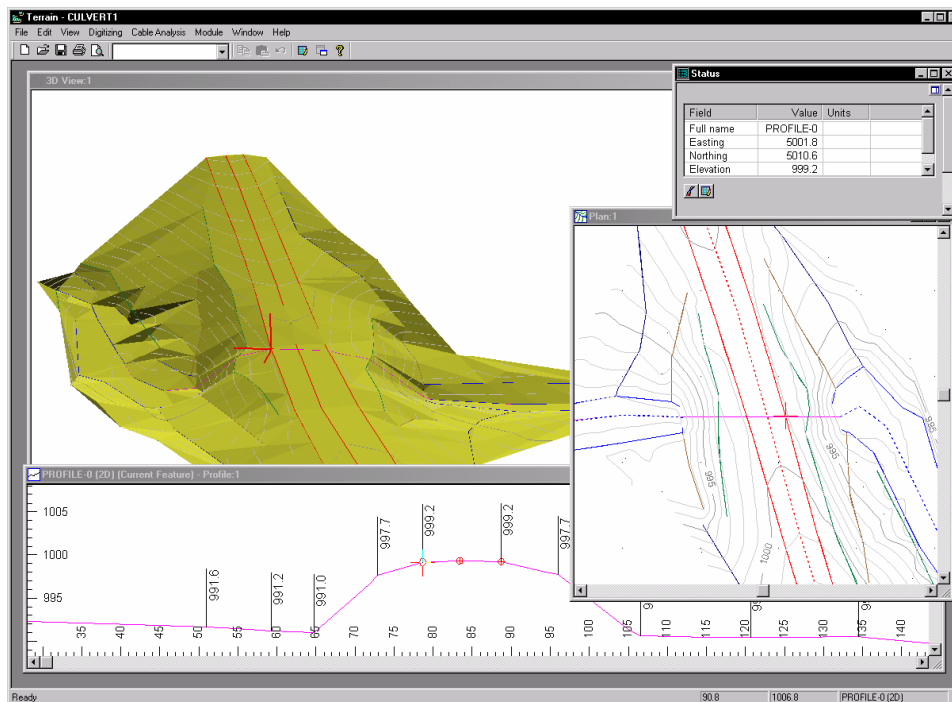 Terrain - CULVERT1
File Edit View Digitizing Cable Analysis Module Window Help
3D View:1
Status
Field Value Units
Full name PROFILE-0
Easting 5001.8
Northing 5010.6
Elevation 999.2
Plan:1
995
995
995
1000
PROFILE-0 (2D) (Current Feature) - Profile:1
1005
1000
995
991.6
991.2
991.0
997.7
999.2
999.2
997.7
35 40 45 50 55 60 65 70 75 80 85 90 95 100 105 110 115 120 125 130 135 140
Ready
90.8 1006.8 PROFILE-0 (2D)